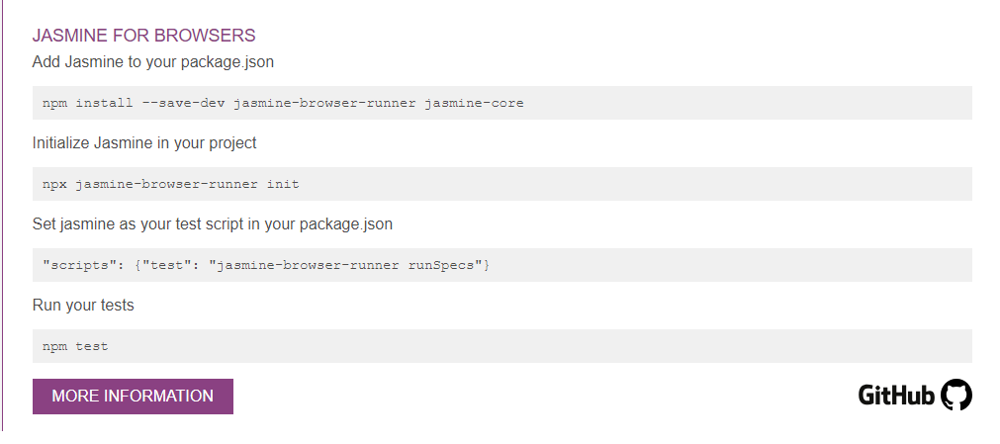 JASMINE FOR BROWSERS
Add Jasmine to your package.json
npm install --save-dev jasmine-browser-runner jasmine-core
Initialize Jasmine in your project
npx jasmine-browser-runner init
Set jasmine as your test script in your package.json
"scripts": {"test": "jasmine-browser-runner runSpecs"}
Run your tests
npm test
MORE INFORMATION
GitHub